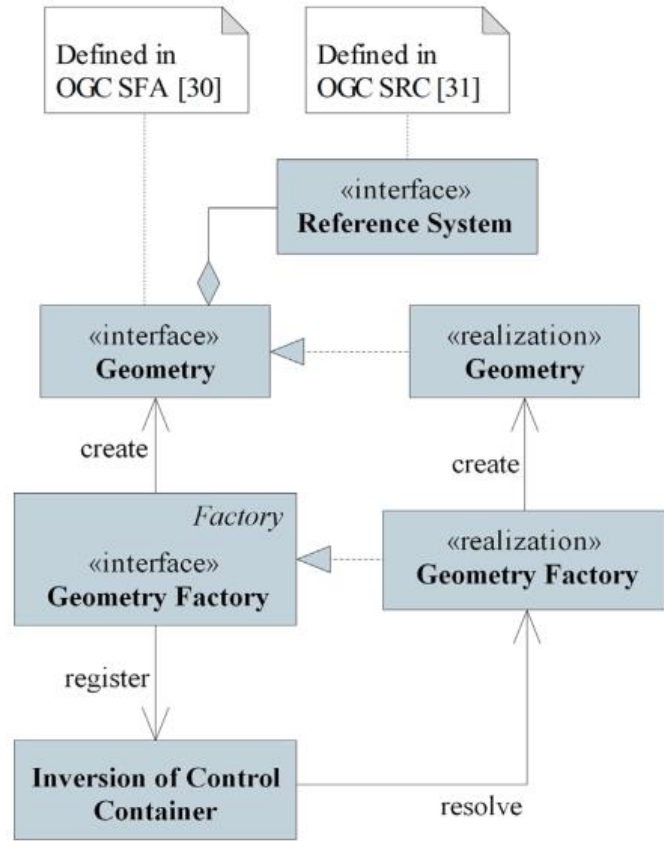 Defined in
OGC SFA [30]
Defined in
OGC SRC [31]
«interface»
Reference System
«interface»
Geometry
«realization»
Geometry
create
create
Factory
«interface»
Geometry Factory
«realization»
Geometry Factory
register
Inversion of Control
Container
resolve